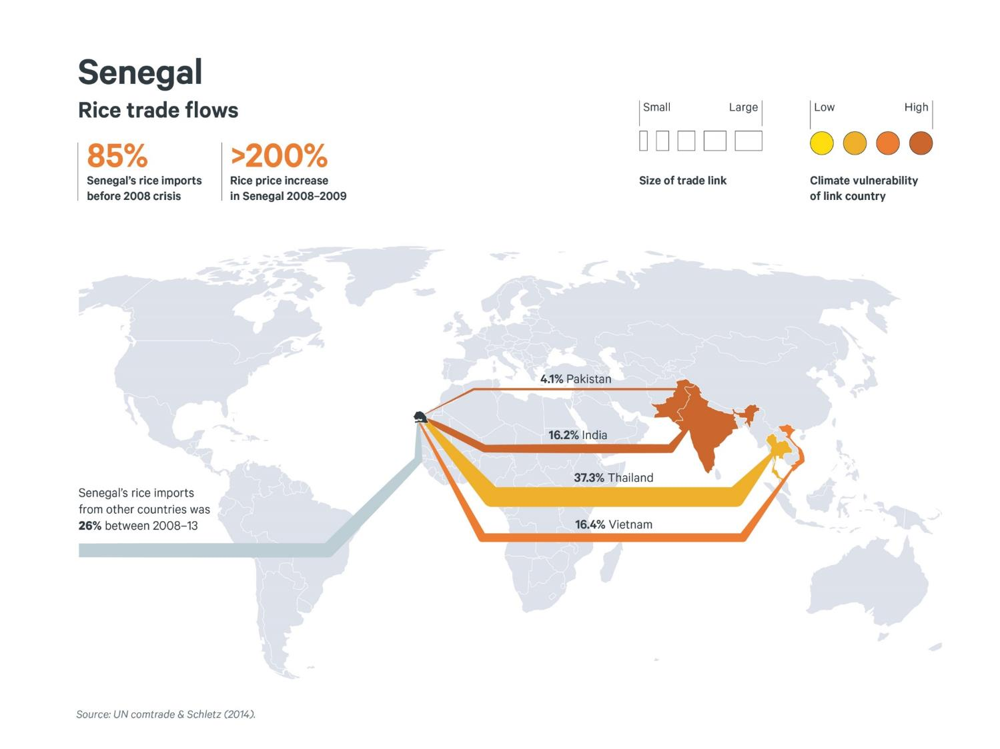 Senegal
Rice trade flows
85%
Senegal's rice imports
before 2008 crisis
>200%
Rice price increase
in Senegal 2008–2009
Small
Large
Size of trade link
Low
High
Climate vulnerability
of link country
4.1% Pakistan
16.2% India
37.3% Thailand
16.4% Vietnam
Senegal's rice imports
from other countries was
26% between 2008–13
Source: UN comtrade & Schletz (2014).